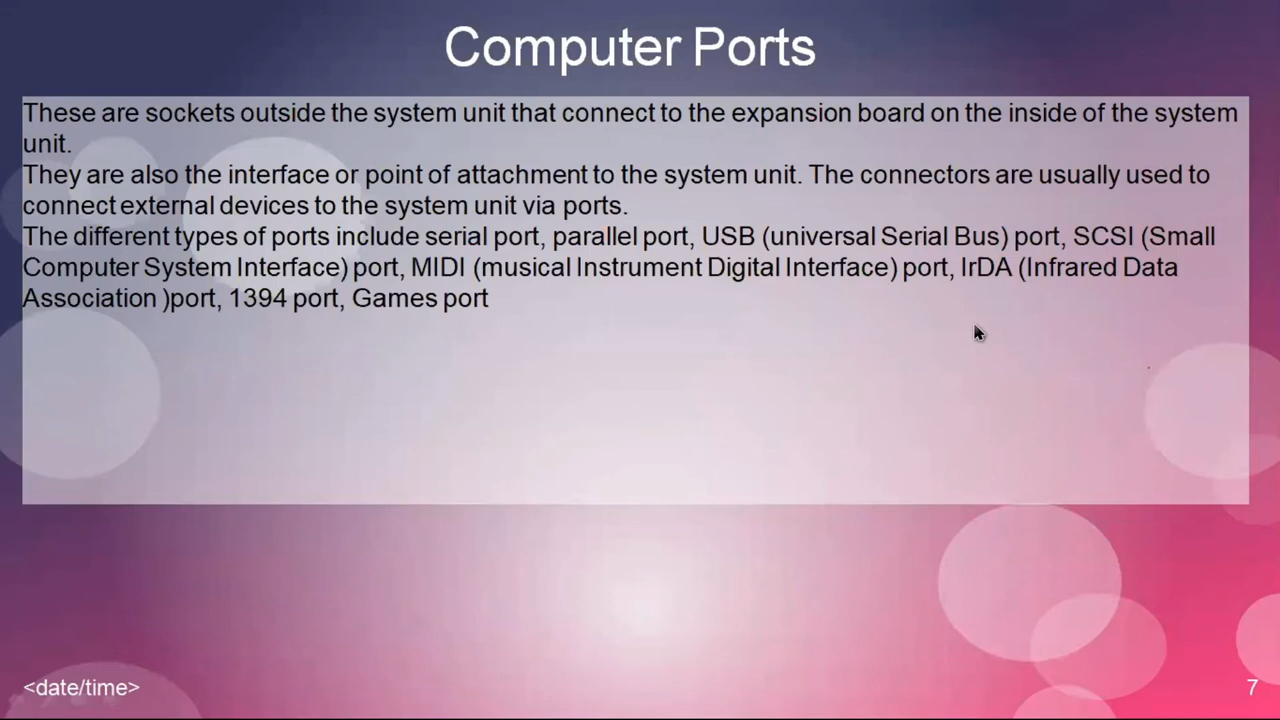 Computer Ports
These are sockets outside the system unit that connect to the expansion board on the inside of the system
unit.
They are also the interface or point of attachment to the system unit. The connectors are usually used to
connect external devices to the system unit via ports.
The different types of ports include serial port, parallel port, USB (universal Serial Bus) port, SCSI (Small
Computer System Interface) port, MIDI (musical Instrument Digital Interface) port, IrDA (Infrared Data
Association )port, 1394 port, Games port
<date/time>
7